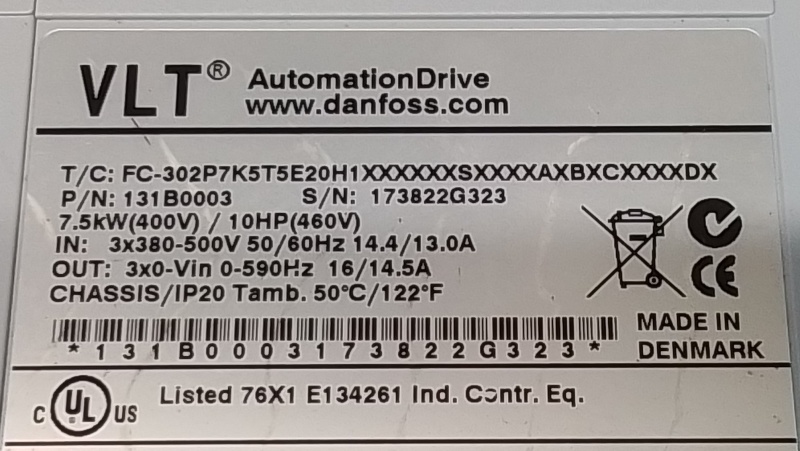 VLT® AutomationDrive
www.danfoss.com
T/C: FC-302P7K5T5E20H1XXXXXXSXXXXAXBXCXXXXDX
P/N: 131B0003 S/N: 173822G323
7.5kW(400V) / 10HP(460V)
IN: 3x380-500V 50/60Hz 14.4/13.0A
OUT: 3x0-Vin 0-590Hz 16/14.5A
CHASSIS/IP20 Tamb. 50°C/122°F
*131B0003173822G323*
MADE IN
DENMARK
CE
c UL US Listed 76X1 E134261 Ind. Contr. Eq.